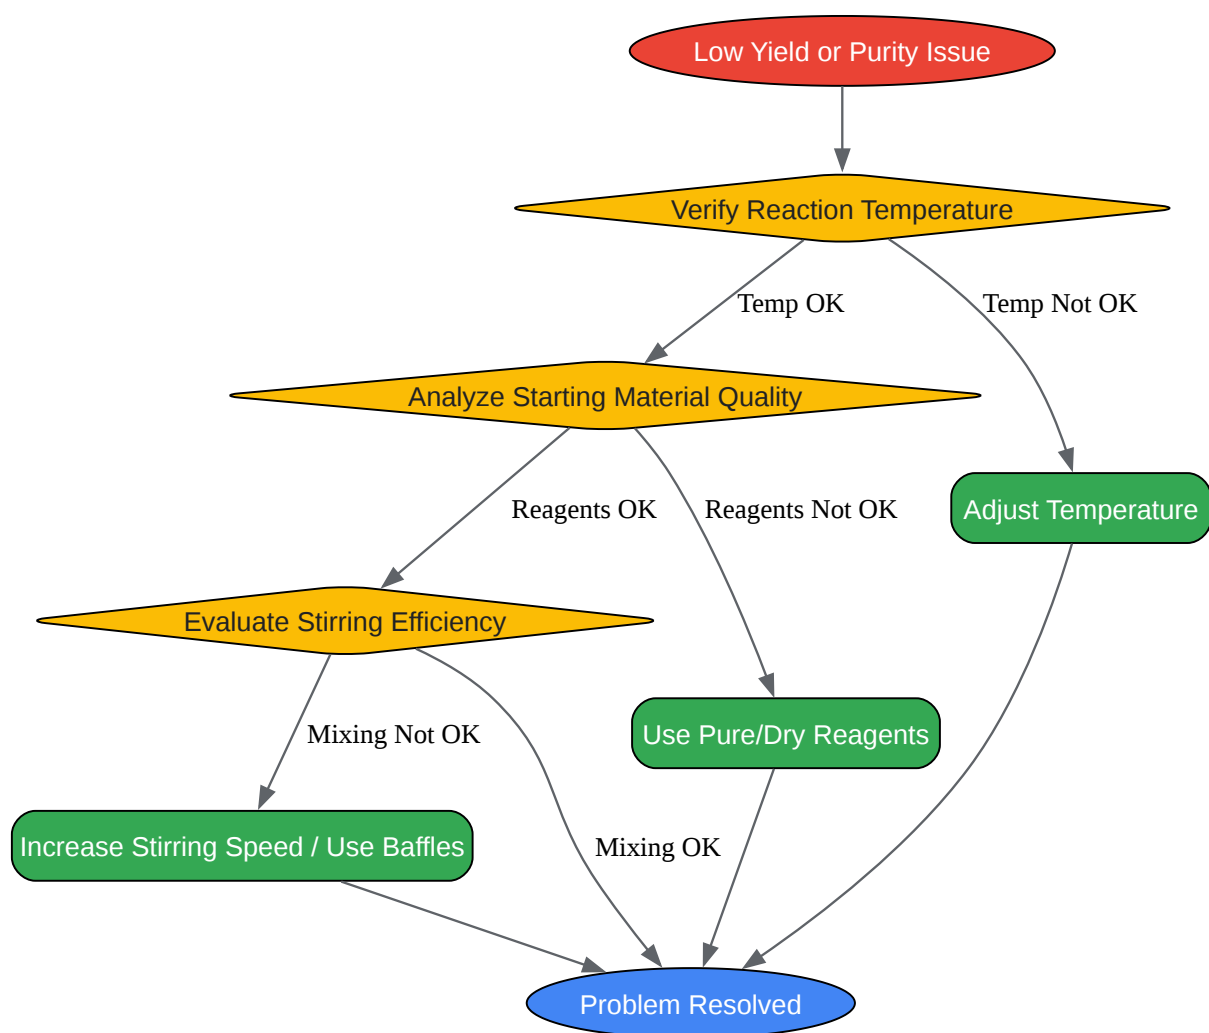 Low Yield or Purity Issue
Verify Reaction Temperature
Temp OK
Temp Not OK
Analyze Starting Material Quality
Reagents OK
Reagents Not OK
Adjust Temperature
Evaluate Stirring Efficiency
Mixing Not OK
Use Pure/Dry Reagents
Increase Stirring Speed / Use Baffles
Mixing OK
Problem Resolved